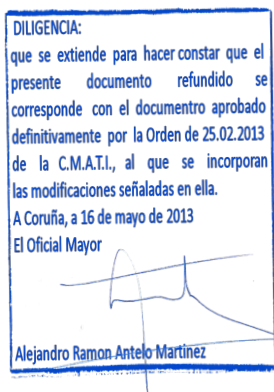 DILIGENCIA:
que se extiende para hacer constar que el
presente documento refundido se
corresponde con el documentro aprobado
definitivamente por la Orden de 25.02.2013
de la C.M.A.T.I., al que se incorporan
las modificaciones señaladas en ella.
A Coruña, a 16 de mayo de 2013
El Oficial Mayor
Alejandro Ramon Antelo Martinez